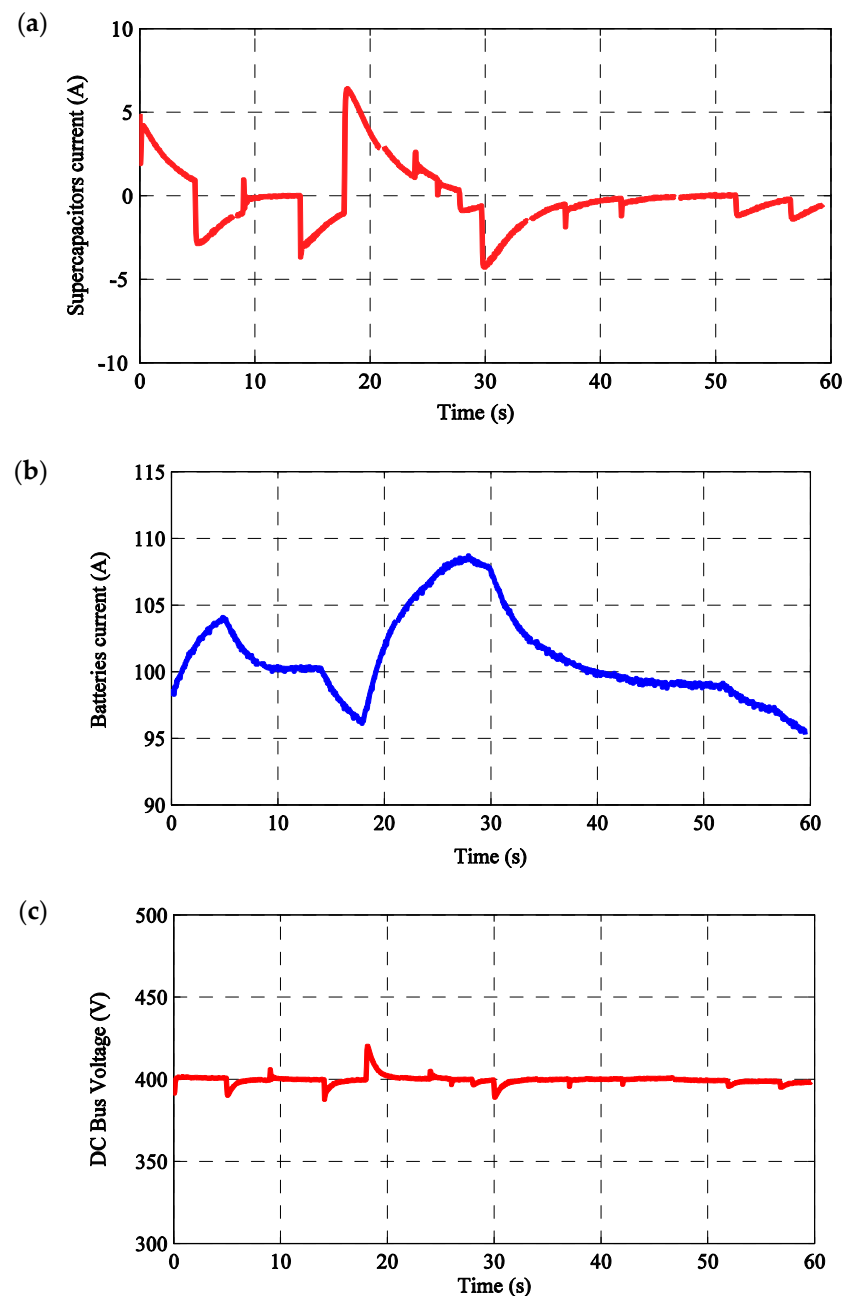 (a)
Supercapacitors current (A)
10
5
0
-5
-10
0 10 20 30 40 50 60
Time (s)
(b)
Batteries current (A)
115
110
105
100
95
90
0 10 20 30 40 50 60
Time (s)
(c)
DC Bus Voltage (V)
500
450
400
350
300
0 10 20 30 40 50 60
Time (s)